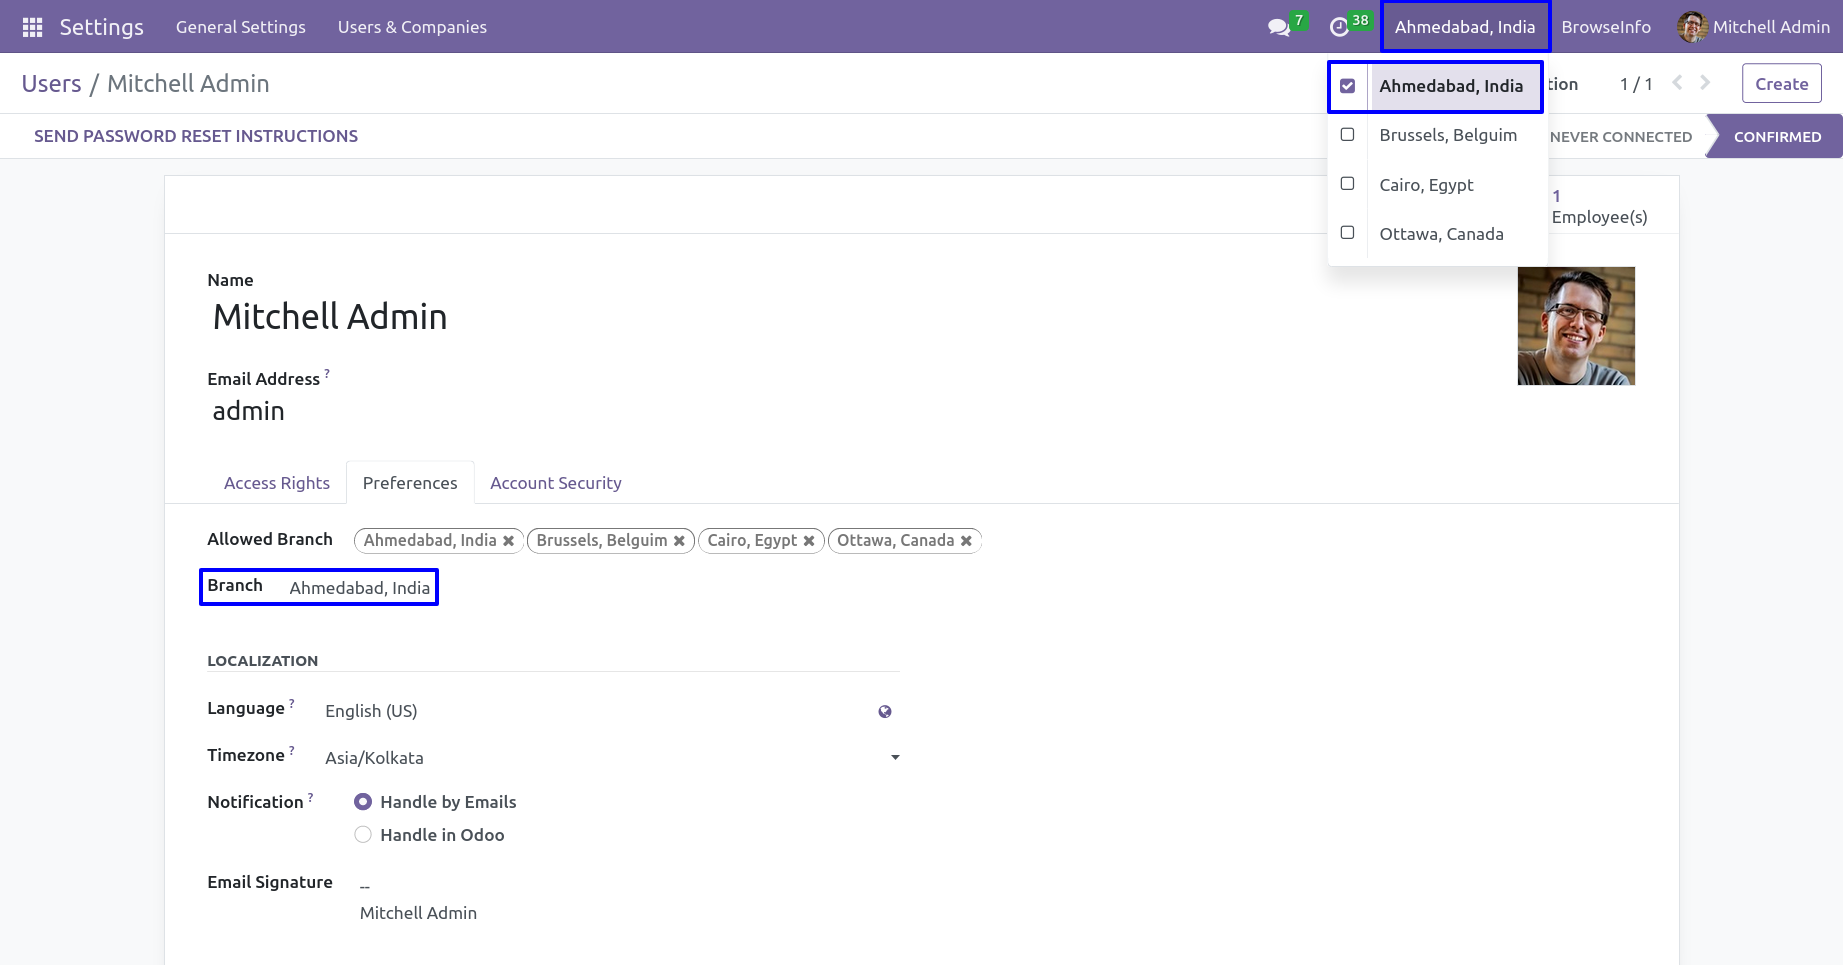 Settings General Settings Users & Companies 7 38 Ahmedabad, India BrowseInfo Mitchell Admin
Users / Mitchell Admin
Ahmedabad, India
tion 1 / 1 Create
Brussels, Belguim
Cairo, Egypt
Ottawa, Canada
SEND PASSWORD RESET INSTRUCTIONS
NEVER CONNECTED CONFIRMED
1
Employee(s)
Name
Mitchell Admin
Email Address ?
admin
Access Rights Preferences Account Security
Allowed Branch Ahmedabad, India Brussels, Belguim Cairo, Egypt Ottawa, Canada
Branch Ahmedabad, India
LOCALIZATION
Language ? English (US)
Timezone ? Asia/Kolkata
Notification ? Handle by Emails
Handle in Odoo
Email Signature --
Mitchell Admin